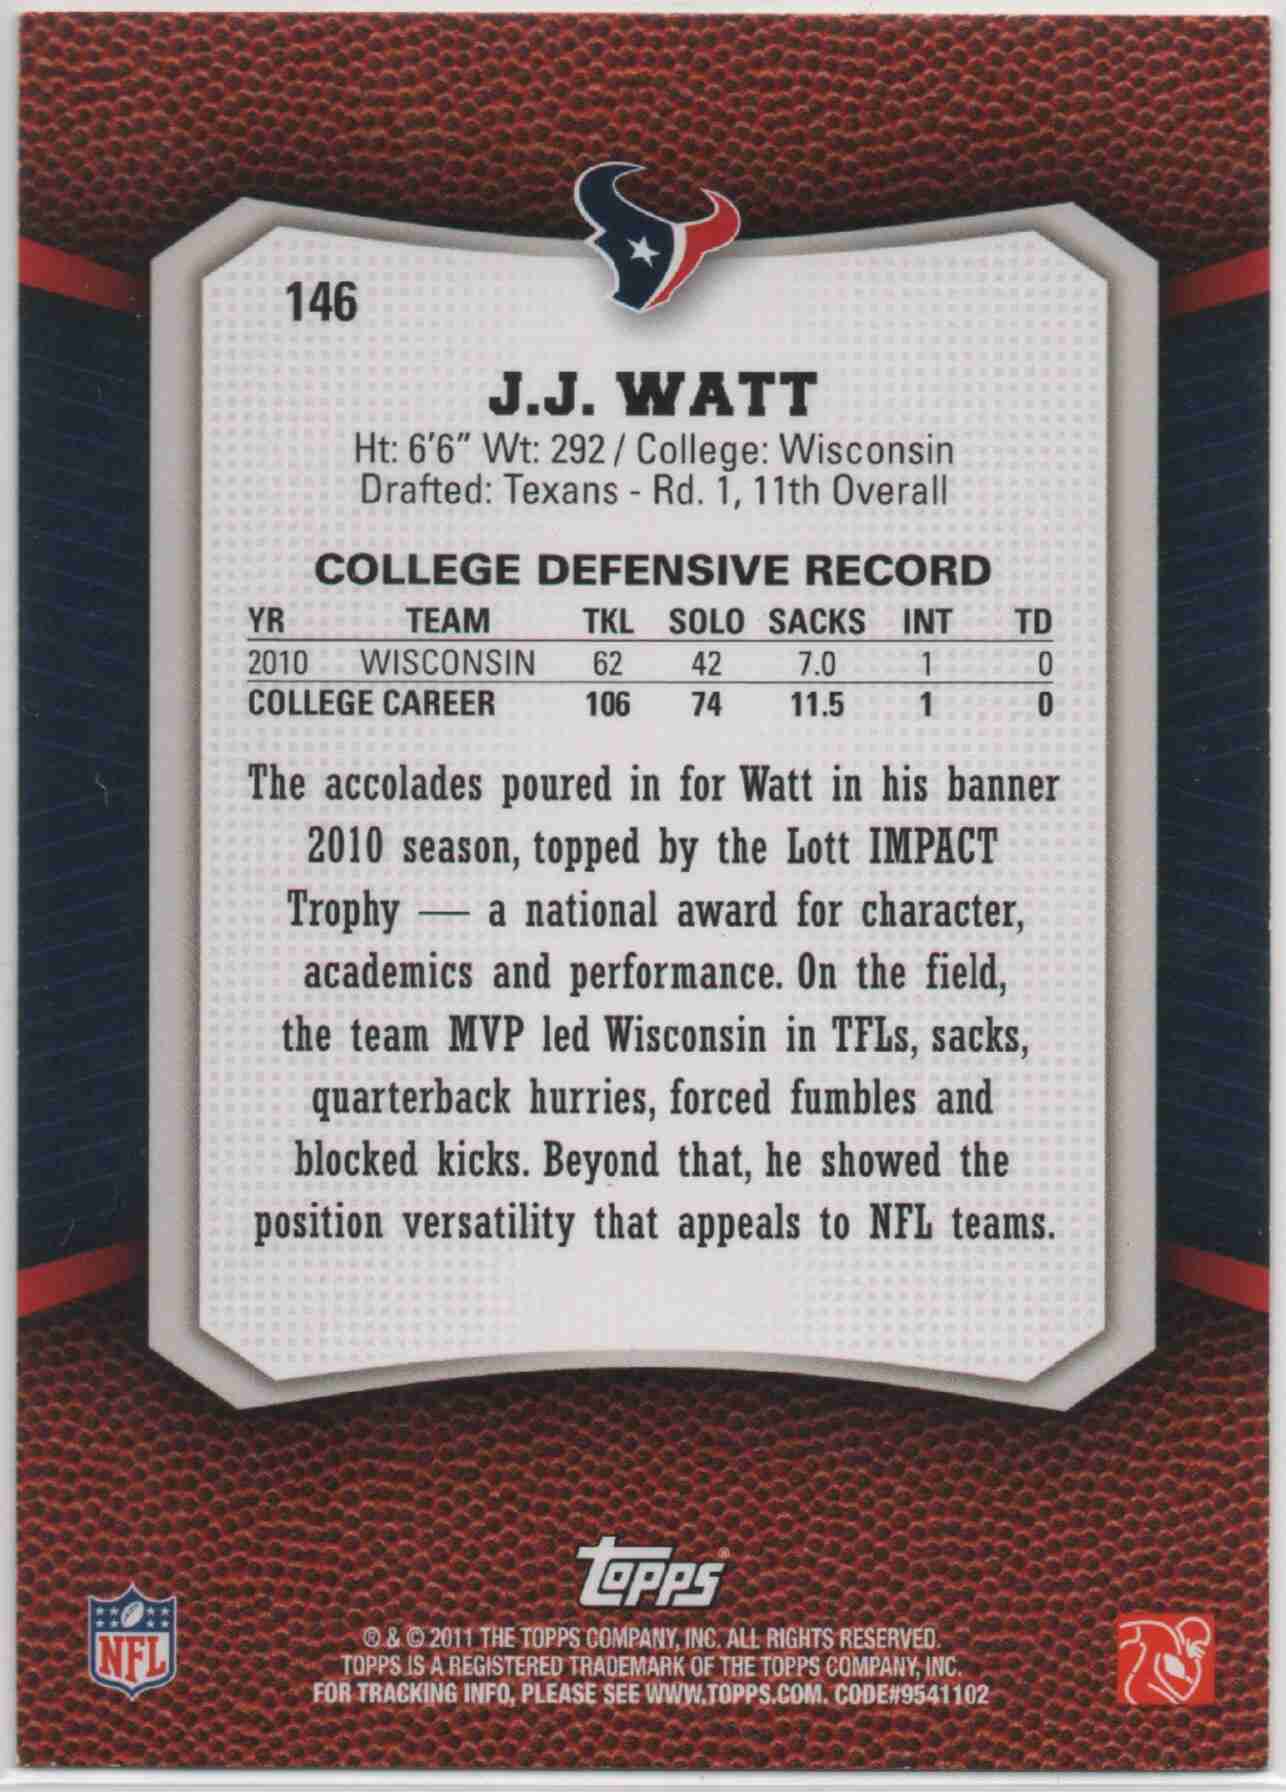 146
J.J. WATT
Ht: 6'6" Wt: 292 / College: Wisconsin
Drafted: Texans - Rd. 1, 11th Overall
COLLEGE DEFENSIVE RECORD
YR TEAM TKL SOLO SACKS INT TD
2010 WISCONSIN 62 42 7.0 1 0
COLLEGE CAREER 106 74 11.5 1 0
The accolades poured in for Watt in his banner
2010 season, topped by the Lott IMPACT
Trophy — a national award for character,
academics and performance. On the field,
the team MVP led Wisconsin in TFLs, sacks,
quarterback hurries, forced fumbles and
blocked kicks. Beyond that, he showed the
position versatility that appeals to NFL teams.
topps®
NFL
® & © 2011 THE TOPPS COMPANY, INC. ALL RIGHTS RESERVED.
TOPPS IS A REGISTERED TRADEMARK OF THE TOPPS COMPANY, INC.
FOR TRACKING INFO, PLEASE SEE WWW.TOPPS.COM. CODE#9541102